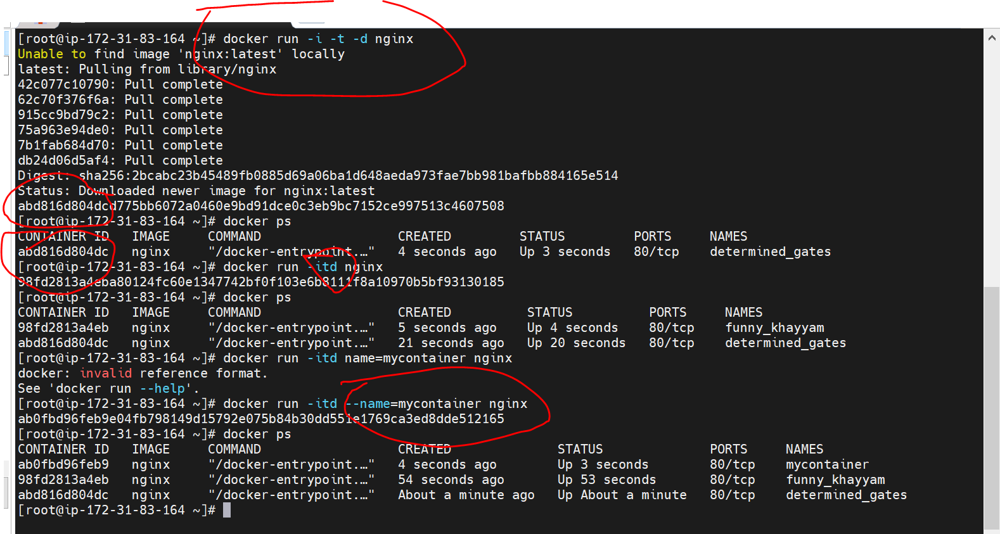 [root@ip-172-31-83-164 ~]# docker run -i -t -d nginx
Unable to find image 'nginx:latest' locally
latest: Pulling from library/nginx
42c077c10790: Pull complete
62c70f376f6a: Pull complete
915cc9bd79c2: Pull complete
75a963e94de0: Pull complete
7b1fab684d70: Pull complete
db24d06d5af4: Pull complete
Digest: sha256:2bcabc23b45489fb0885d69a06ba1d648aeda973fae7bb981bafbb884165e514
Status: Downloaded newer image for nginx:latest
abd816d804dcd775bb6072a0460e9bd91dce0c3eb9bc7152ce997513c4607508
[root@ip-172-31-83-164 ~]# docker ps
CONTAINER ID   IMAGE     COMMAND                  CREATED         STATUS         PORTS     NAMES
abd816d804dc   nginx     "/docker-entrypoint.…"   4 seconds ago   Up 3 seconds   80/tcp    determined_gates
[root@ip-172-31-83-164 ~]# docker run -itd nginx
98fd2813a4eba80124fc60e1347742bf0f103e6b8111f8a10970b5bf93130185
[root@ip-172-31-83-164 ~]# docker ps
CONTAINER ID   IMAGE     COMMAND                  CREATED          STATUS          PORTS     NAMES
98fd2813a4eb   nginx     "/docker-entrypoint.…"   5 seconds ago    Up 4 seconds    80/tcp    funny_khayyam
abd816d804dc   nginx     "/docker-entrypoint.…"   21 seconds ago   Up 20 seconds   80/tcp    determined_gates
[root@ip-172-31-83-164 ~]# docker run -itd name=mycontainer nginx
docker: invalid reference format.
See 'docker run --help'.
[root@ip-172-31-83-164 ~]# docker run -itd --name=mycontainer nginx
ab0fbd96feb9e04fb798149d15792e075b84b30dd551e1769ca3ed8dde512165
[root@ip-172-31-83-164 ~]# docker ps
CONTAINER ID   IMAGE     COMMAND                  CREATED              STATUS              PORTS     NAMES
ab0fbd96feb9   nginx     "/docker-entrypoint.…"   4 seconds ago        Up 3 seconds        80/tcp    mycontainer
98fd2813a4eb   nginx     "/docker-entrypoint.…"   54 seconds ago       Up 53 seconds       80/tcp    funny_khayyam
abd816d804dc   nginx     "/docker-entrypoint.…"   About a minute ago   Up About a minute   80/tcp    determined_gates
[root@ip-172-31-83-164 ~]#